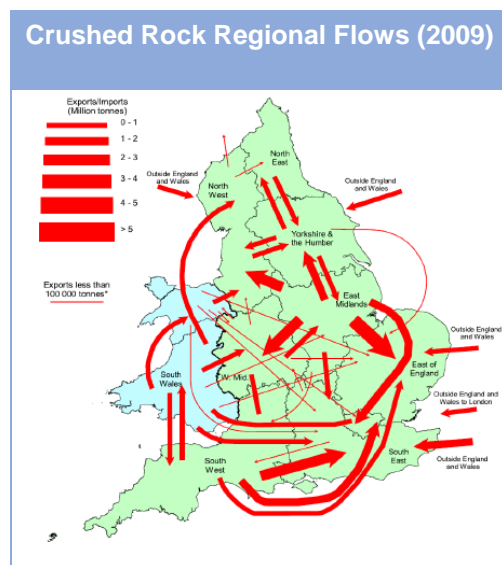 Crushed Rock Regional Flows (2009)
Exports/Imports
(Million tonnes)
0 - 1
1 - 2
2 - 3
3 - 4
4 - 5
> 5
Exports less than
100 000 tonnes*
North
East
Outside England
and Wales
North
West
Outside England
and Wales
Yorkshire &
the Humber
East
Midlands
Outside England
and Wales
East of
England
South
Wales
W. Mid.
Outside England and
Wales to London
South
West
South
East
Outside England
and Wales